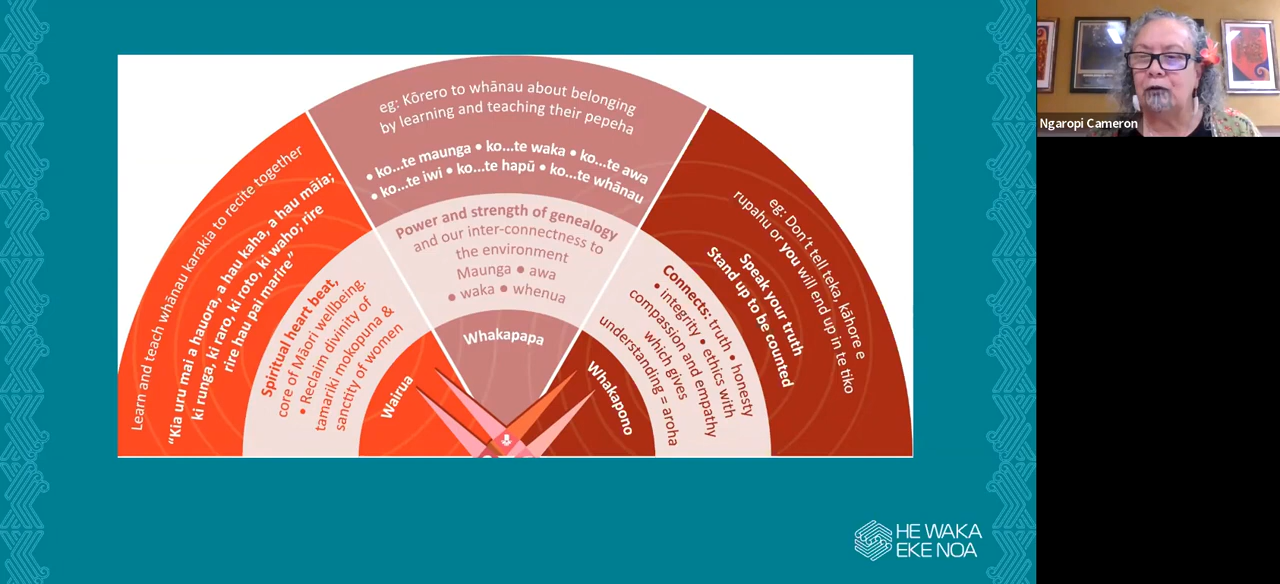 Learn and teach whānau karakia to recite together
"Kia uru mai a hauora, a hau kaha, a hau māia;
ki runga, ki raro, ki roto, ki waho; rire
rire hau pai marire"
Spiritual heart beat,
core of Māori wellbeing.
• Reclaim divinity of
tamariki mokopuna &
sanctity of women
Wairua
eg: Kōrero to whānau about belonging
by learning and teaching their pepeha
• ko...te maunga • ko...te waka • ko...te awa
• ko...te iwi • ko...te hapū • ko...te whānau
Power and strength of genealogy
and our inter-connectness to
the environment
Maunga • awa
• waka • whenua
Whakapapa
eg: Don't tell teka, kāhore e
rupahu or you will end up in te tiko
Speak your truth
Stand up to be counted
Connects: truth • honesty
• integrity • ethics with
compassion and empathy
which gives
understanding = aroha
Whakapono
HE WAKA
EKE NOA
Ngaropi Cameron